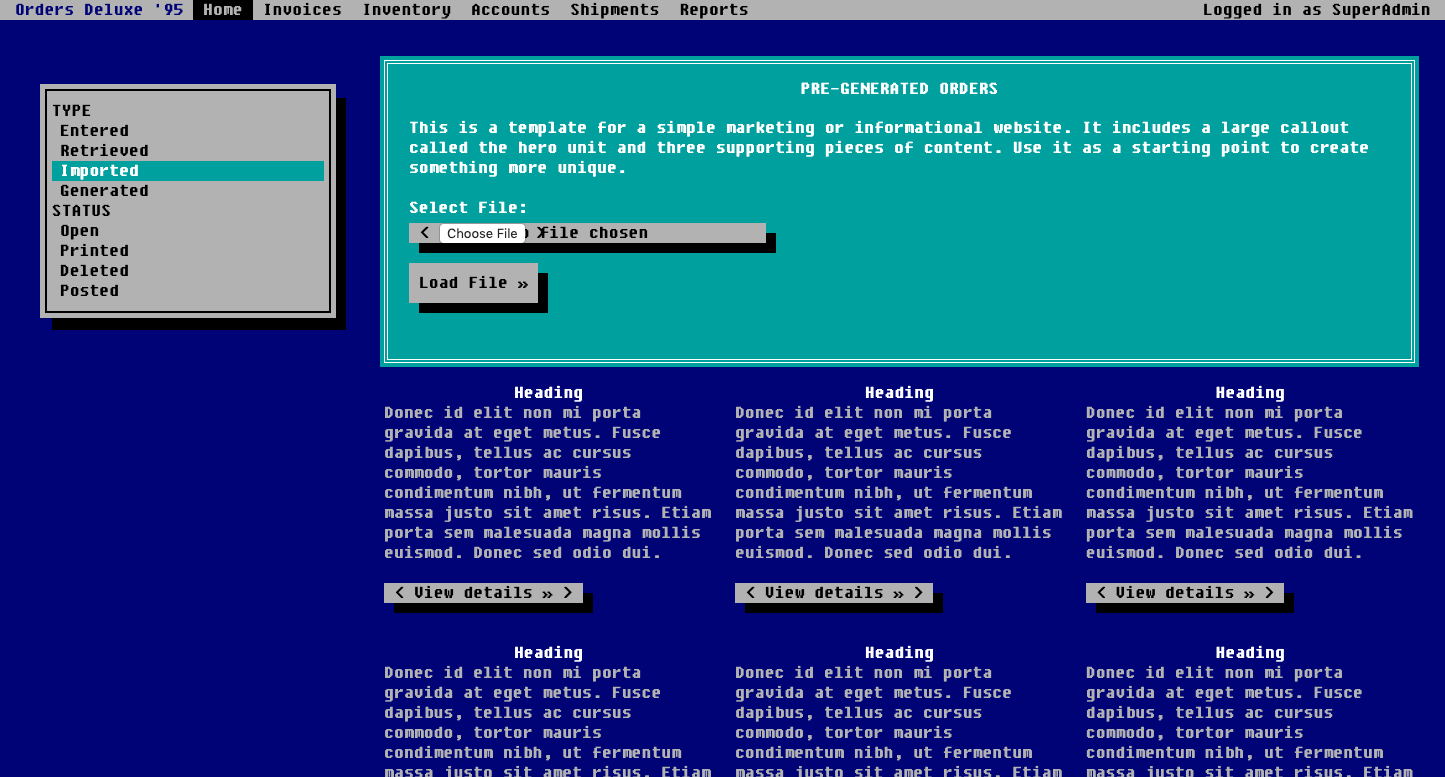 Orders Deluxe '95 Home Invoices Inventory Accounts Shipments Reports Logged in as SuperAdmin
TYPE
Entered
Retrieved
Imported
Generated
STATUS
Open
Printed
Deleted
Posted
PRE-GENERATED ORDERS
This is a template for a simple marketing or informational website. It includes a large callout
called the hero unit and three supporting pieces of content. Use it as a starting point to create
something more unique.
Select File:
< Choose File > File chosen
Load File »
Heading
Donec id elit non mi porta
gravida at eget metus. Fusce
dapibus, tellus ac cursus
commodo, tortor mauris
condimentum nibh, ut fermentum
massa justo sit amet risus. Etiam
porta sem malesuada magna mollis
euismod. Donec sed odio dui.
< View details » >
Heading
Donec id elit non mi porta
gravida at eget metus. Fusce
dapibus, tellus ac cursus
commodo, tortor mauris
condimentum nibh, ut fermentum
massa justo sit amet risus. Etiam
porta sem malesuada magna mollis
euismod. Donec sed odio dui.
< View details » >
Heading
Donec id elit non mi porta
gravida at eget metus. Fusce
dapibus, tellus ac cursus
commodo, tortor mauris
condimentum nibh, ut fermentum
massa justo sit amet risus. Etiam
porta sem malesuada magna mollis
euismod. Donec sed odio dui.
< View details » >
Heading
Donec id elit non mi porta
gravida at eget metus. Fusce
dapibus, tellus ac cursus
commodo, tortor mauris
condimentum nibh, ut fermentum
massa justo sit amet risus. Etiam
Heading
Donec id elit non mi porta
gravida at eget metus. Fusce
dapibus, tellus ac cursus
commodo, tortor mauris
condimentum nibh, ut fermentum
massa justo sit amet risus. Etiam
Heading
Donec id elit non mi porta
gravida at eget metus. Fusce
dapibus, tellus ac cursus
commodo, tortor mauris
condimentum nibh, ut fermentum
massa justo sit amet risus. Etiam